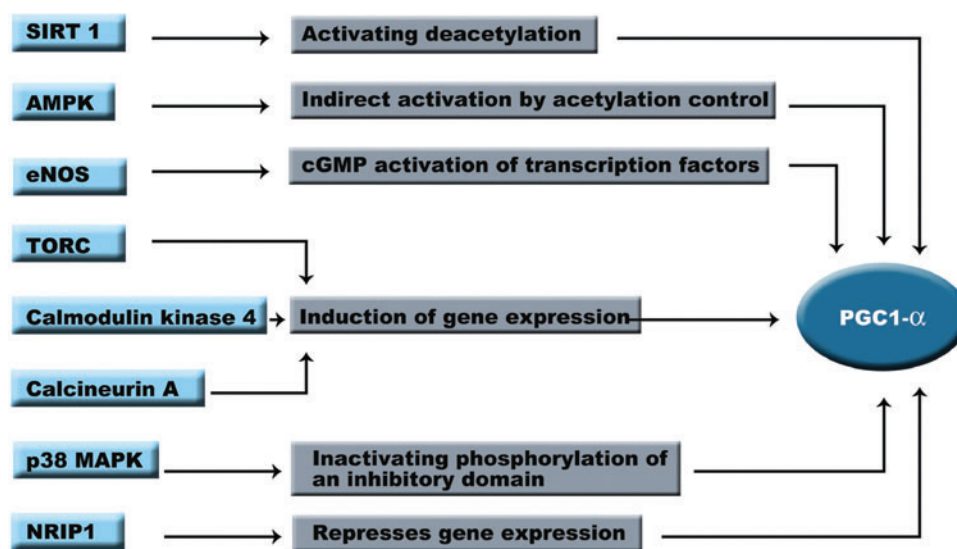 SIRT 1
Activating deacetylation
AMPK
Indirect activation by acetylation control
eNOS
cGMP activation of transcription factors
TORC
Calmodulin kinase 4
Induction of gene expression
PGC1-α
Calcineurin A
p38 MAPK
Inactivating phosphorylation of
an inhibitory domain
NRIP1
Represses gene expression